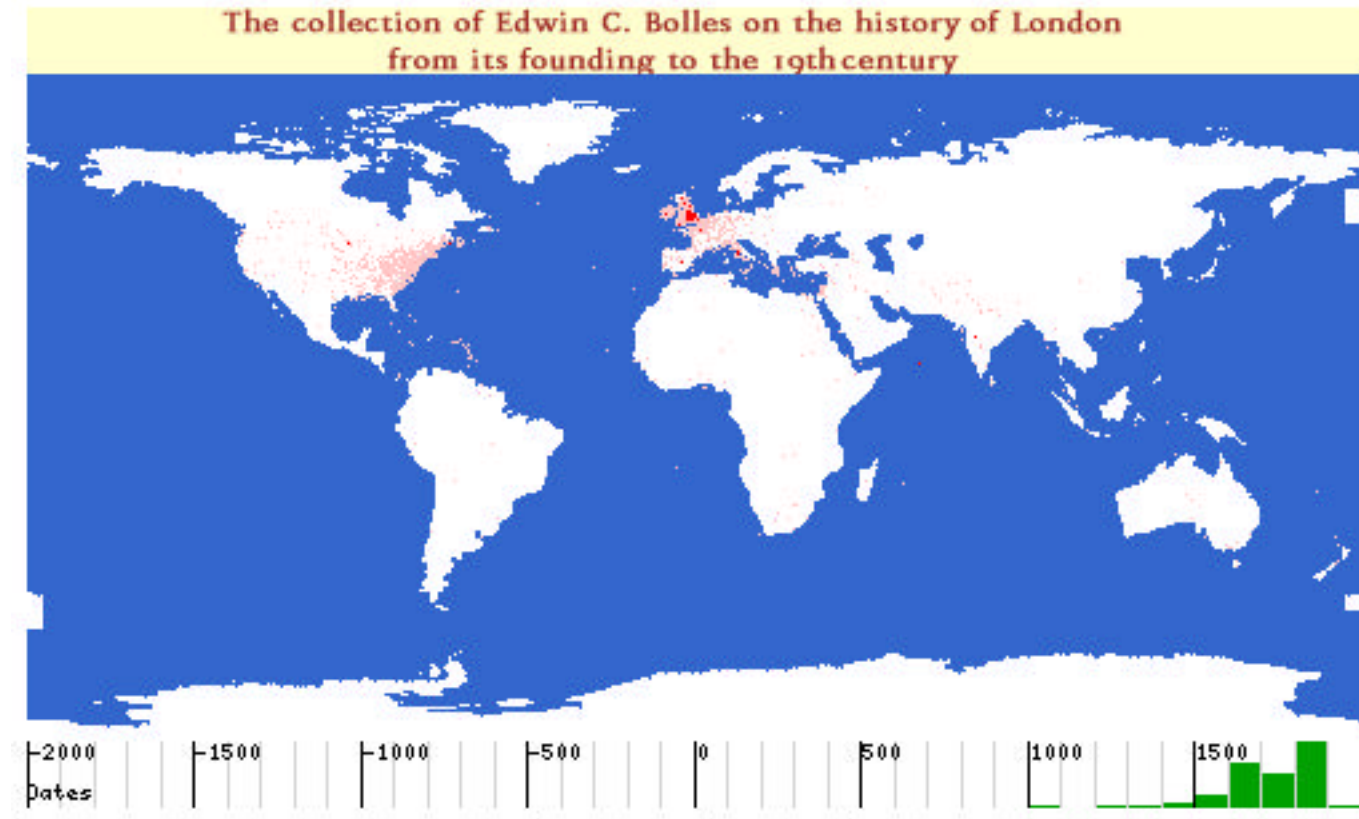 The collection of Edwin C. Bolles on the history of London
from its founding to the 19th century
-2000 -1500 -1000 -500 0 500 1000 1500
Dates